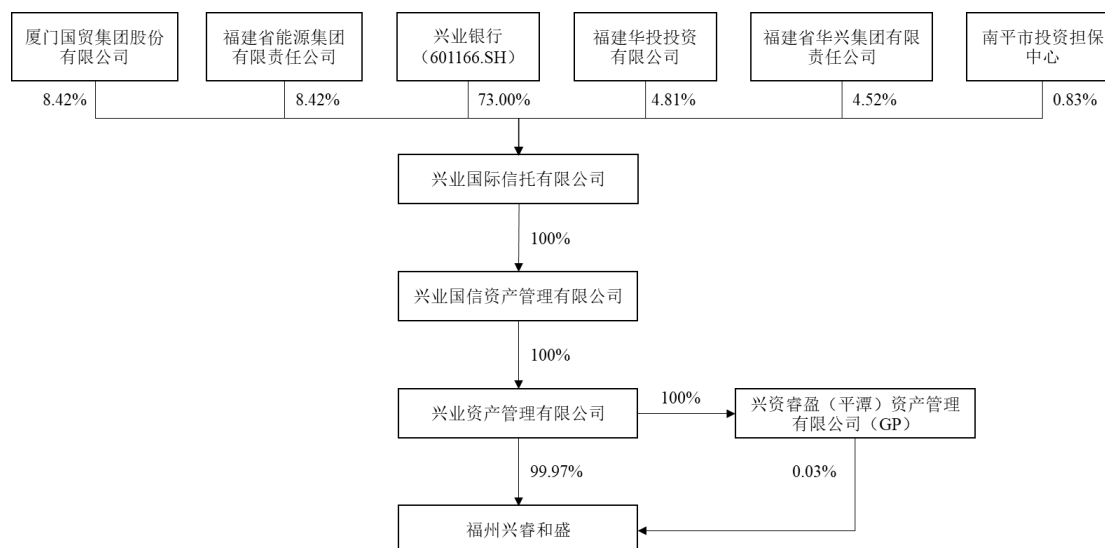 厦门国贸集团股份
有限公司
福建省能源集团
有限责任公司
兴业银行
（601166.SH）
福建华投投资
有限公司
福建省华兴集团有限
责任公司
南平市投资担保
中心
8.42%
8.42%
73.00%
4.81%
4.52%
0.83%
兴业国际信托有限公司
100%
兴业国信资产管理有限公司
100%
兴业资产管理有限公司
100%
兴资睿盈（平潭）资产管理
有限公司（GP）
99.97%
0.03%
福州兴睿和盛